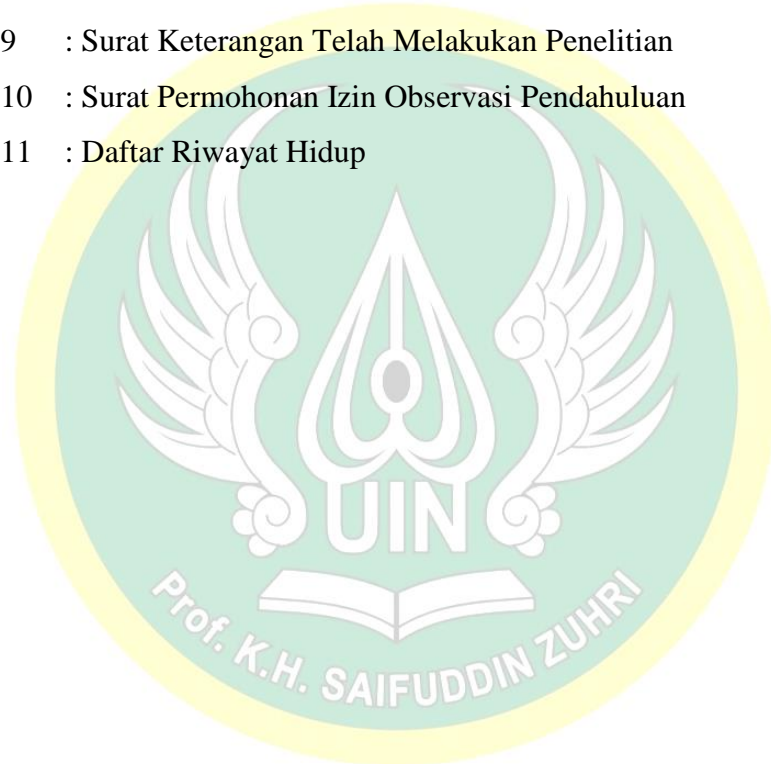 9 : Surat Keterangan Telah Melakukan Penelitian
10 : Surat Permohonan Izin Observasi Pendahuluan
11 : Daftar Riwayat Hidup
UIN
Prof. K.H. SAIFUDDIN ZUHRI